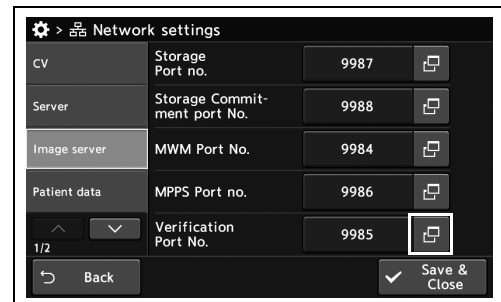 > Network settings
CV
Storage
Port no.
9987
Server
Storage Commit-
ment port No.
9988
Image server
MWM Port No.
9984
Patient data
MPPS Port no.
9986
1/2
Verification
Port No.
9985
Back
Save &
Close